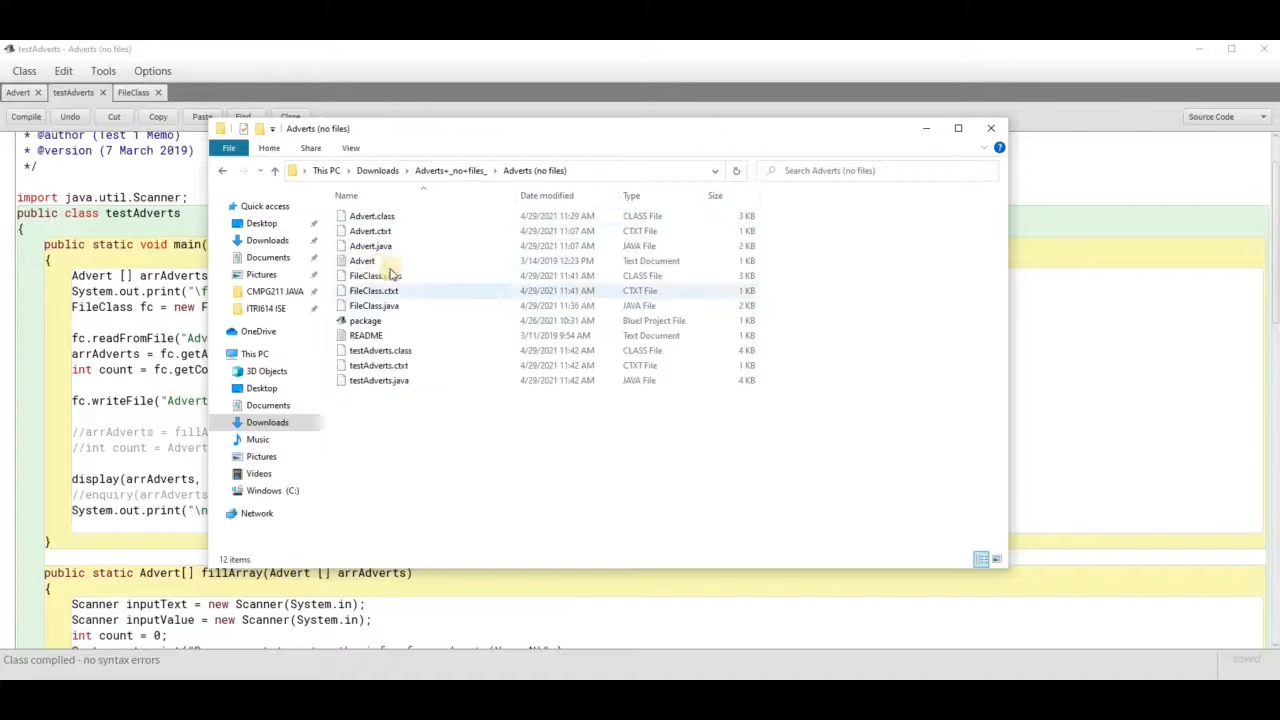 testAdverts - Adverts (no files)
Class Edit Tools Options
Advert testAdverts FileClass
Compile Undo Cut Copy Paste Find Close Source Code
* @author (Test 1 Memo)
* @version (7 March 2019)
*/
import java.util.Scanner;
public class testAdverts
{
public static void main(
{
Advert [] arrAdverts
System.out.print("\f
FileClass fc = new F
fc.readFromFile("Adv
arrAdverts = fc.getA
int count = fc.getCo
fc.writeFile("Advert
//arrAdverts = fillA
//int count = Advert
display(arrAdverts,
//enquiry(arrAdverts
System.out.print("\n
}
public static Advert[] fillArray(Advert [] arrAdverts)
{
Scanner inputText = new Scanner(System.in);
Scanner inputValue = new Scanner(System.in);
int count = 0;
Class compiled - no syntax errors
saved
Adverts (no files)
File Home Share View
This PC Downloads Adverts+_no+files_ Adverts (no files) Search Adverts (no files)
Name Date modified Type Size
Quick access
Desktop
Downloads
Documents
Pictures
CMPG211 JAVA
ITRI614 ISE
OneDrive
This PC
3D Objects
Desktop
Documents
Downloads
Music
Pictures
Videos
Windows (C:)
Network
Advert.class 4/29/2021 11:29 AM CLASS File 3 KB
Advert.ctxt 4/29/2021 11:07 AM CTXT File 1 KB
Advert.java 4/29/2021 11:07 AM JAVA File 2 KB
Advert 3/14/2019 12:23 PM Text Document 1 KB
FileClass 4/29/2021 11:41 AM CLASS File 3 KB
FileClass.ctxt 4/29/2021 11:41 AM CTXT File 1 KB
FileClass.java 4/29/2021 11:36 AM JAVA File 2 KB
package 4/26/2021 10:31 AM BlueJ Project File 1 KB
README 3/11/2019 9:54 AM Text Document 1 KB
testAdverts.class 4/29/2021 11:42 AM CLASS File 4 KB
testAdverts.ctxt 4/29/2021 11:42 AM CTXT File 1 KB
testAdverts.java 4/29/2021 11:42 AM JAVA File 4 KB
12 items